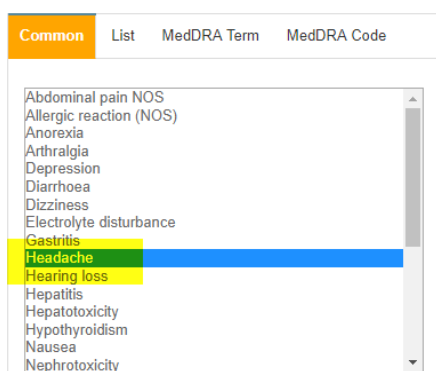 Common List MedDRA Term MedDRA Code
Abdominal pain NOS
Allergic reaction (NOS)
Anorexia
Arthralgia
Depression
Diarrhoea
Dizziness
Electrolyte disturbance
Gastritis
Headache
Hearing loss
Hepatitis
Hepatotoxicity
Hypothyroidism
Nausea
Nephrotoxicity